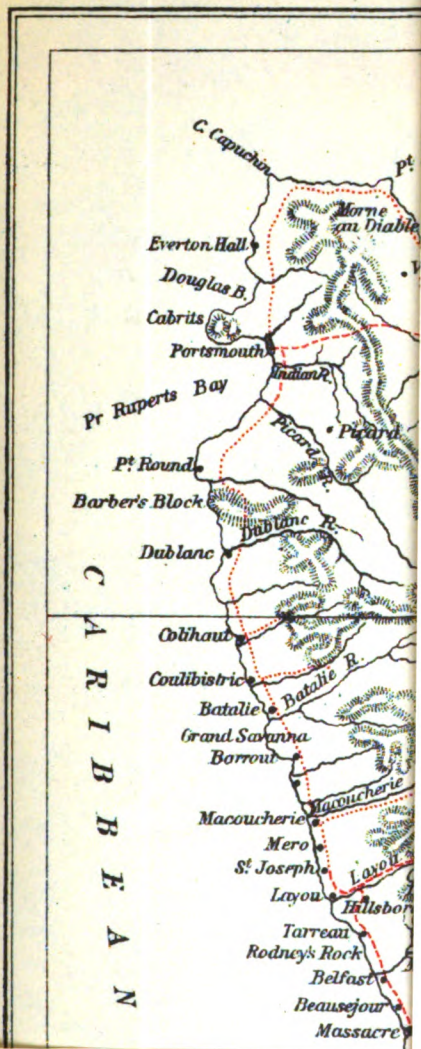 C. Capuchin
Pt.
Morne
au Diable
Everton Hall
Douglas B.
Cabrits
Portsmouth
Indian R.
Pr Ruperts Bay
Picard R.
Picard
Pt. Round
Barber's Block
Dublanc R.
Dublanc
CARIBBEAN
Colihaut
Coulibistric
Batalie R.
Batalie
Grand Savanna
Borrout
Macoucherie
Macoucherie
Mero
St. Joseph
Layou
Layou
Hillsbor
Tarreau
Rodney's Rock
Belfast
Beausejour
Massacre